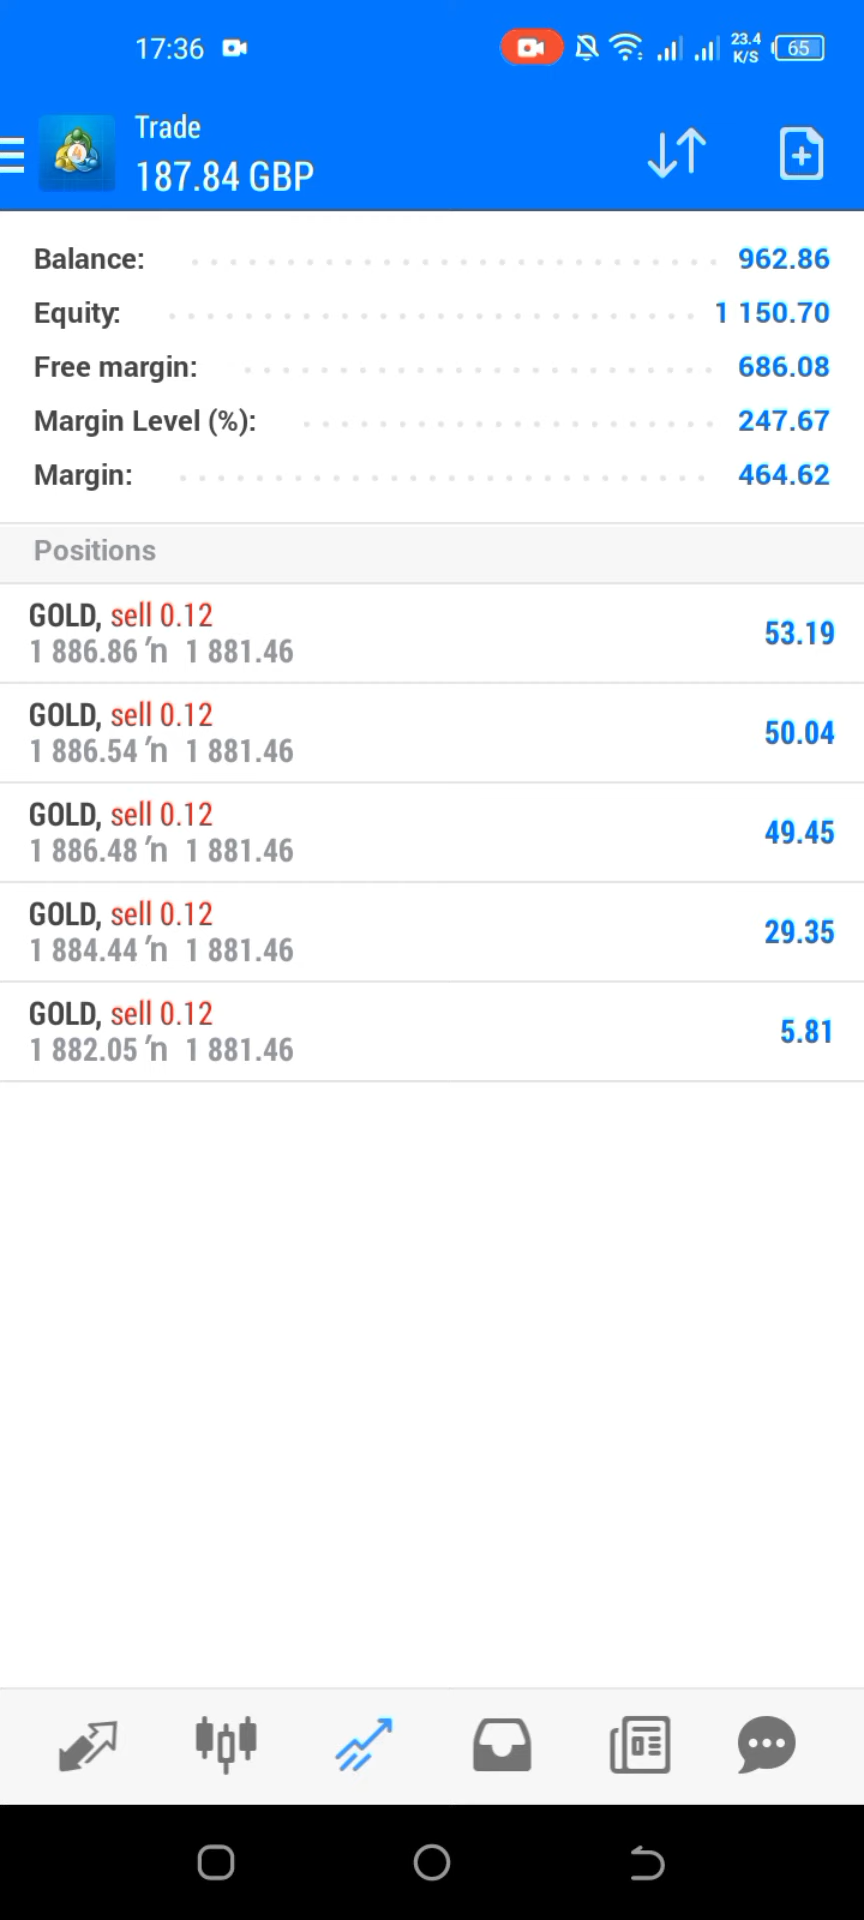 17:36
23.4
K/S
65
Trade
187.84 GBP
4
Balance: 962.86
Equity: 1 150.70
Free margin: 686.08
Margin Level (%): 247.67
Margin: 464.62
Positions
GOLD, sell 0.12
1 886.86 ′n 1 881.46
53.19
GOLD, sell 0.12
1 886.54 ′n 1 881.46
50.04
GOLD, sell 0.12
1 886.48 ′n 1 881.46
49.45
GOLD, sell 0.12
1 884.44 ′n 1 881.46
29.35
GOLD, sell 0.12
1 882.05 ′n 1 881.46
5.81